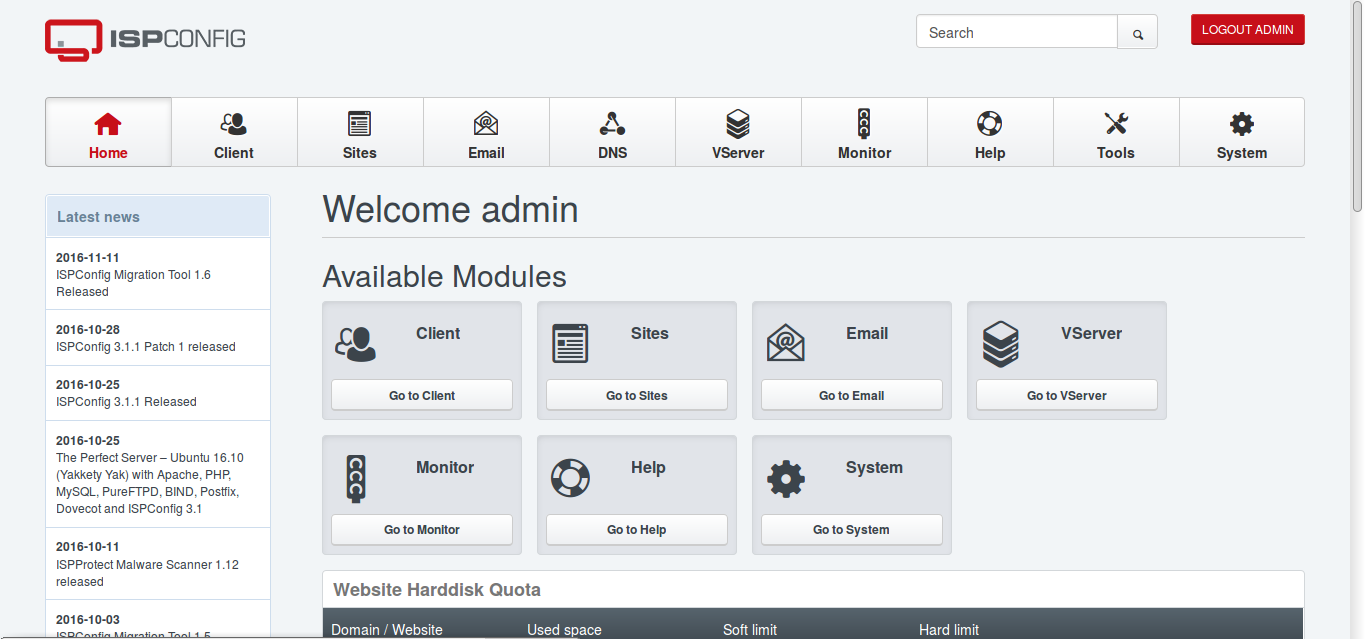 ISPCONFIG
Search
LOGOUT ADMIN
Home
Client
Sites
Email
DNS
VServer
Monitor
Help
Tools
System
Latest news
2016-11-11
ISPConfig Migration Tool 1.6
Released
2016-10-28
ISPConfig 3.1.1 Patch 1 released
2016-10-25
ISPConfig 3.1.1 Released
2016-10-25
The Perfect Server – Ubuntu 16.10
(Yakkety Yak) with Apache, PHP,
MySQL, PureFTPD, BIND, Postfix,
Dovecot and ISPConfig 3.1
2016-10-11
ISPProtect Malware Scanner 1.12
released
2016-10-03
ISPConfig Migration Tool 1.5
Welcome admin
Available Modules
Client
Go to Client
Sites
Go to Sites
Email
Go to Email
VServer
Go to VServer
Monitor
Go to Monitor
Help
Go to Help
System
Go to System
Website Harddisk Quota
Domain / Website
Used space
Soft limit
Hard limit